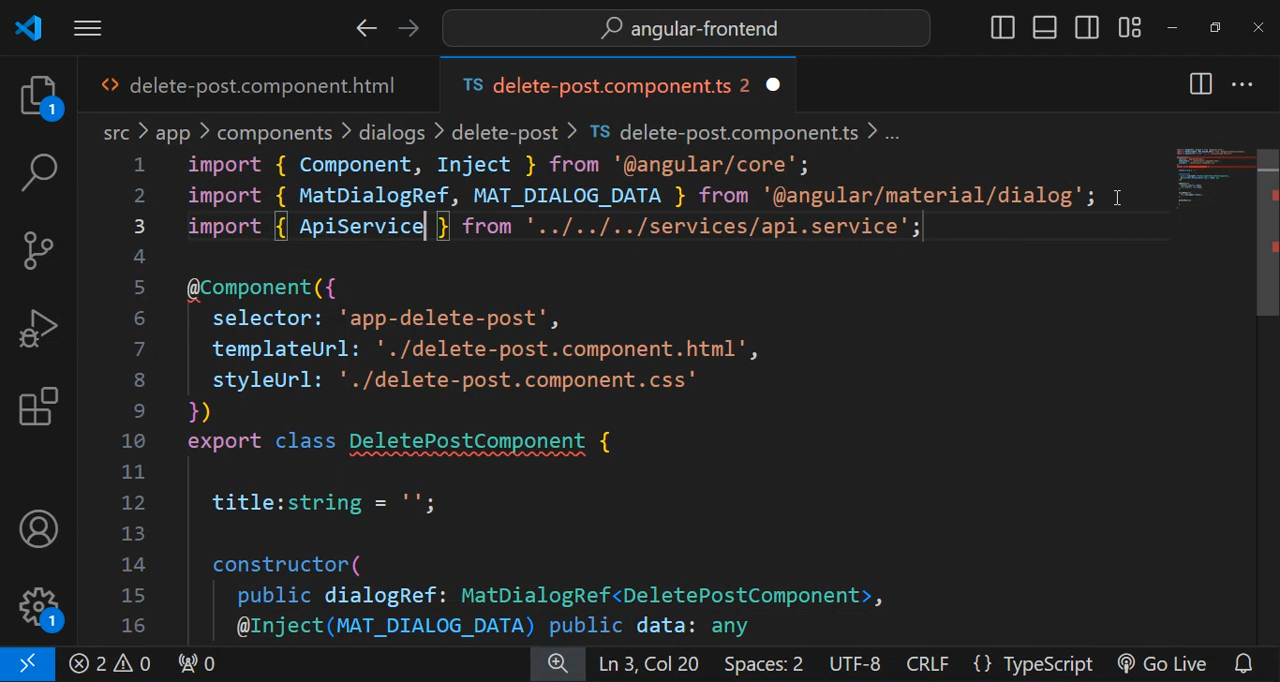 angular-frontend
delete-post.component.html
TS delete-post.component.ts 2
1
src > app > components > dialogs > delete-post > TS delete-post.component.ts > ...
1 import { Component, Inject } from '@angular/core';
2 import { MatDialogRef, MAT_DIALOG_DATA } from '@angular/material/dialog';
3 import { ApiService } from '../../../services/api.service';
4
5 @Component({
6 selector: 'app-delete-post',
7 templateUrl: './delete-post.component.html',
8 styleUrl: './delete-post.component.css'
9 })
10 export class DeletePostComponent {
11
12 title:string = '';
13
14 constructor(
15 public dialogRef: MatDialogRef<DeletePostComponent>,
16 @Inject(MAT_DIALOG_DATA) public data: any
1
2 0 0 Ln 3, Col 20 Spaces: 2 UTF-8 CRLF {} TypeScript Go Live